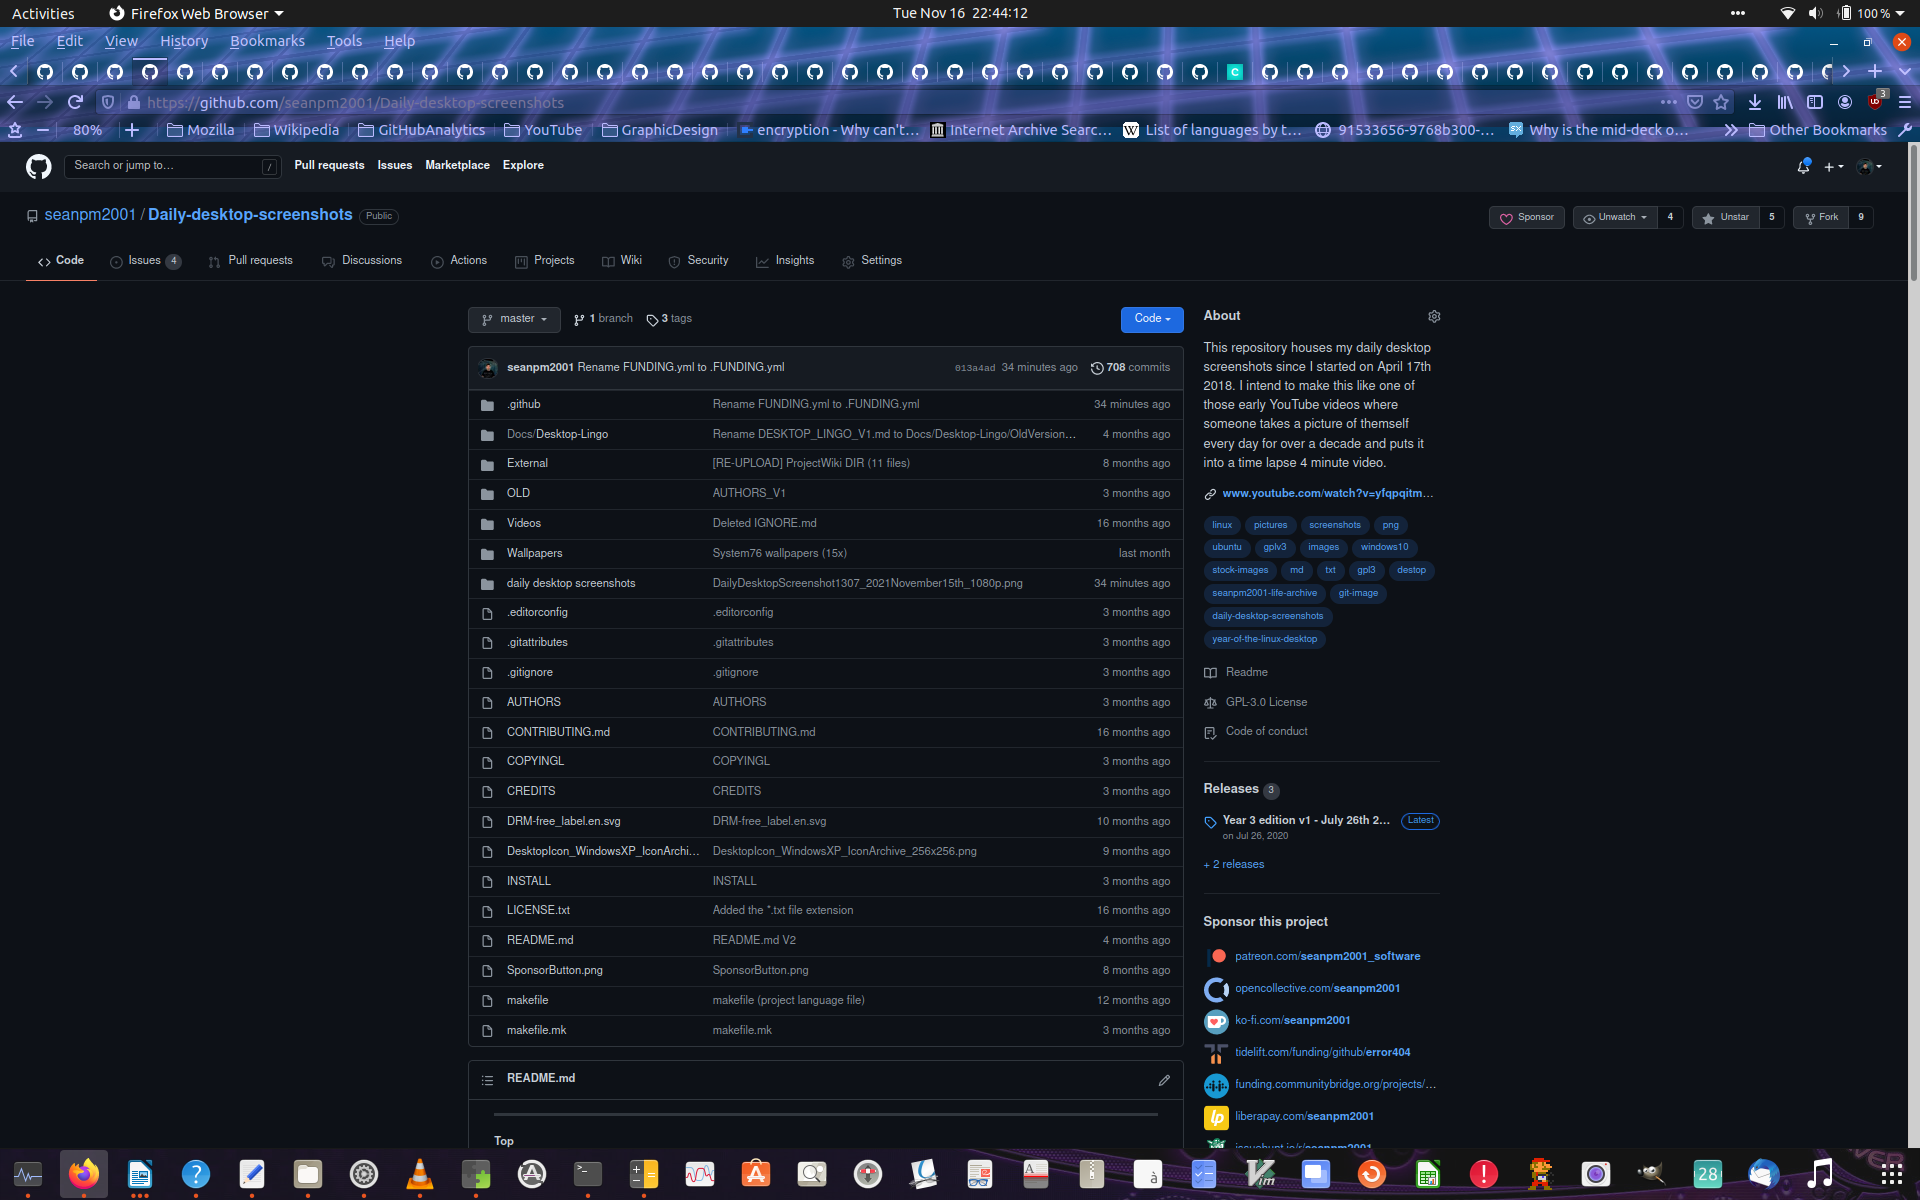 Activities Firefox Web Browser Tue Nov 16 22:44:12 100 %
File Edit View History Bookmarks Tools Help
https://github.com/seanpm2001/Daily-desktop-screenshots 3
80% Mozilla Wikipedia GitHubAnalytics YouTube GraphicDesign encryption - Why can't... Internet Archive Searc... List of languages by t... 91533656-9768b300-... Why is the mid-deck o... Other Bookmarks
Search or jump to... / Pull requests Issues Marketplace Explore
seanpm2001 / Daily-desktop-screenshots Public Sponsor Unwatch 4 Unstar 5 Fork 9
Code Issues 4 Pull requests Discussions Actions Projects Wiki Security Insights Settings
master 1 branch 3 tags Code
seanpm2001 Rename FUNDING.yml to .FUNDING.yml 013a4ad 34 minutes ago 708 commits
.github Rename FUNDING.yml to .FUNDING.yml 34 minutes ago
Docs/Desktop-Lingo Rename DESKTOP_LINGO_V1.md to Docs/Desktop-Lingo/OldVersion... 4 months ago
External [RE-UPLOAD] ProjectWiki DIR (11 files) 8 months ago
OLD AUTHORS_V1 3 months ago
Videos Deleted IGNORE.md 16 months ago
Wallpapers System76 wallpapers (15x) last month
daily desktop screenshots DailyDesktopScreenshot1307_2021November15th_1080p.png 34 minutes ago
.editorconfig .editorconfig 3 months ago
.gitattributes .gitattributes 3 months ago
.gitignore .gitignore 3 months ago
AUTHORS AUTHORS 3 months ago
CONTRIBUTING.md CONTRIBUTING.md 16 months ago
COPYINGL COPYINGL 3 months ago
CREDITS CREDITS 3 months ago
DRM-free_label.en.svg DRM-free_label.en.svg 10 months ago
DesktopIcon_WindowsXP_IconArchi... DesktopIcon_WindowsXP_IconArchive_256x256.png 9 months ago
INSTALL INSTALL 3 months ago
LICENSE.txt Added the *.txt file extension 16 months ago
README.md README.md V2 4 months ago
SponsorButton.png SponsorButton.png 8 months ago
makefile makefile (project language file) 12 months ago
makefile.mk makefile.mk 3 months ago
README.md
Top
About
This repository houses my daily desktop
screenshots since I started on April 17th
2018. I intend to make this like one of
those early YouTube videos where
someone takes a picture of themself
every day for over a decade and puts it
into a time lapse 4 minute video.
www.youtube.com/watch?v=yfqpqitm...
linux pictures screenshots png
ubuntu gplv3 images windows10
stock-images md txt gpl3 destop
seanpm2001-life-archive git-image
daily-desktop-screenshots
year-of-the-linux-desktop
Readme
GPL-3.0 License
Code of conduct
Releases 3
Year 3 edition v1 - July 26th 2... Latest
on Jul 26, 2020
+ 2 releases
Sponsor this project
patreon.com/seanpm2001_software
opencollective.com/seanpm2001
ko-fi.com/seanpm2001
tidelift.com/funding/github/error404
funding.communitybridge.org/projects/...
liberapay.com/seanpm2001
issuehunt.io/r/seanpm2001
28